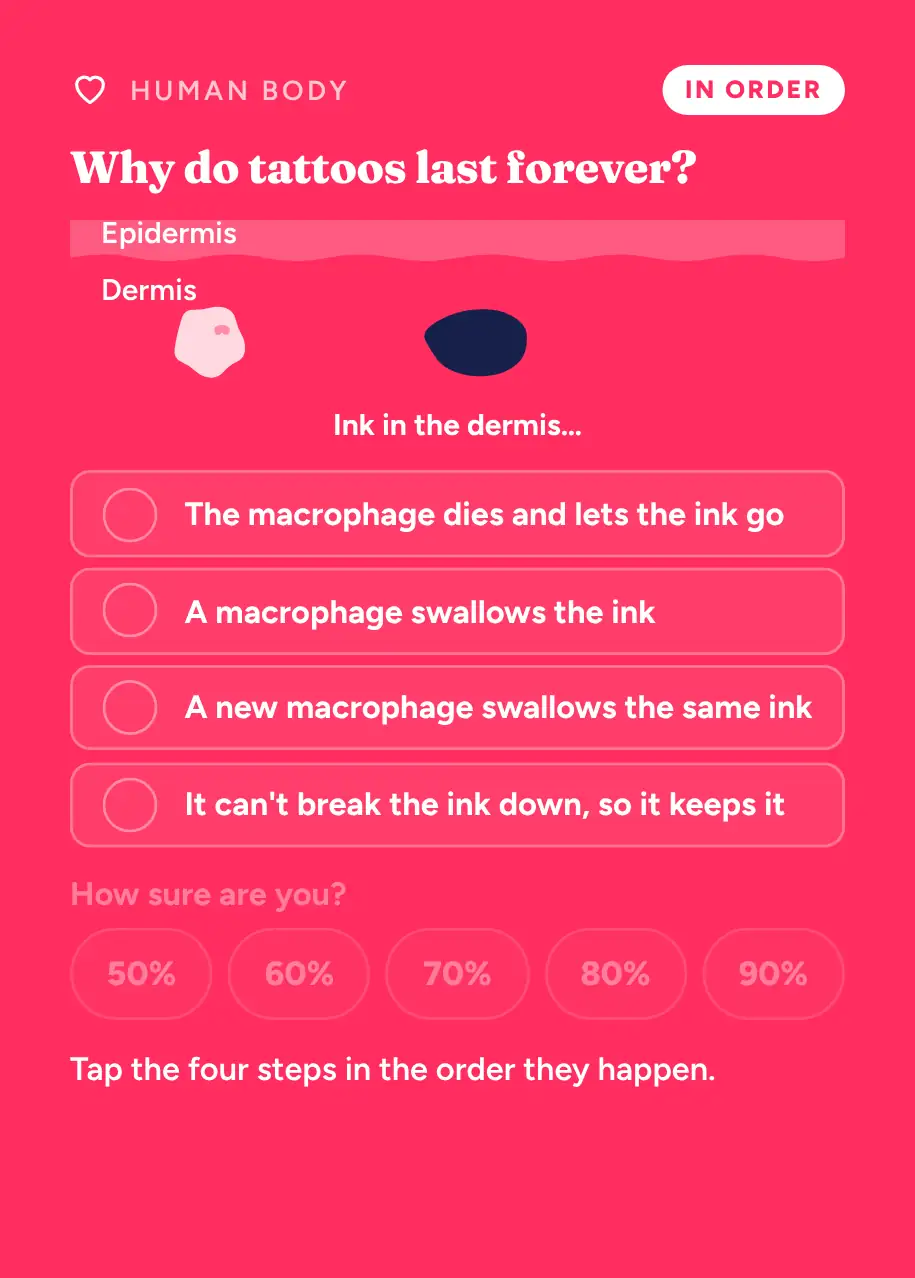 HUMAN BODY
IN ORDER
Why do tattoos last forever?
Epidermis
Dermis
Ink in the dermis...
The macrophage dies and lets the ink go
A macrophage swallows the ink
A new macrophage swallows the same ink
It can't break the ink down, so it keeps it
How sure are you?
50% 60% 70% 80% 90%
Tap the four steps in the order they happen.